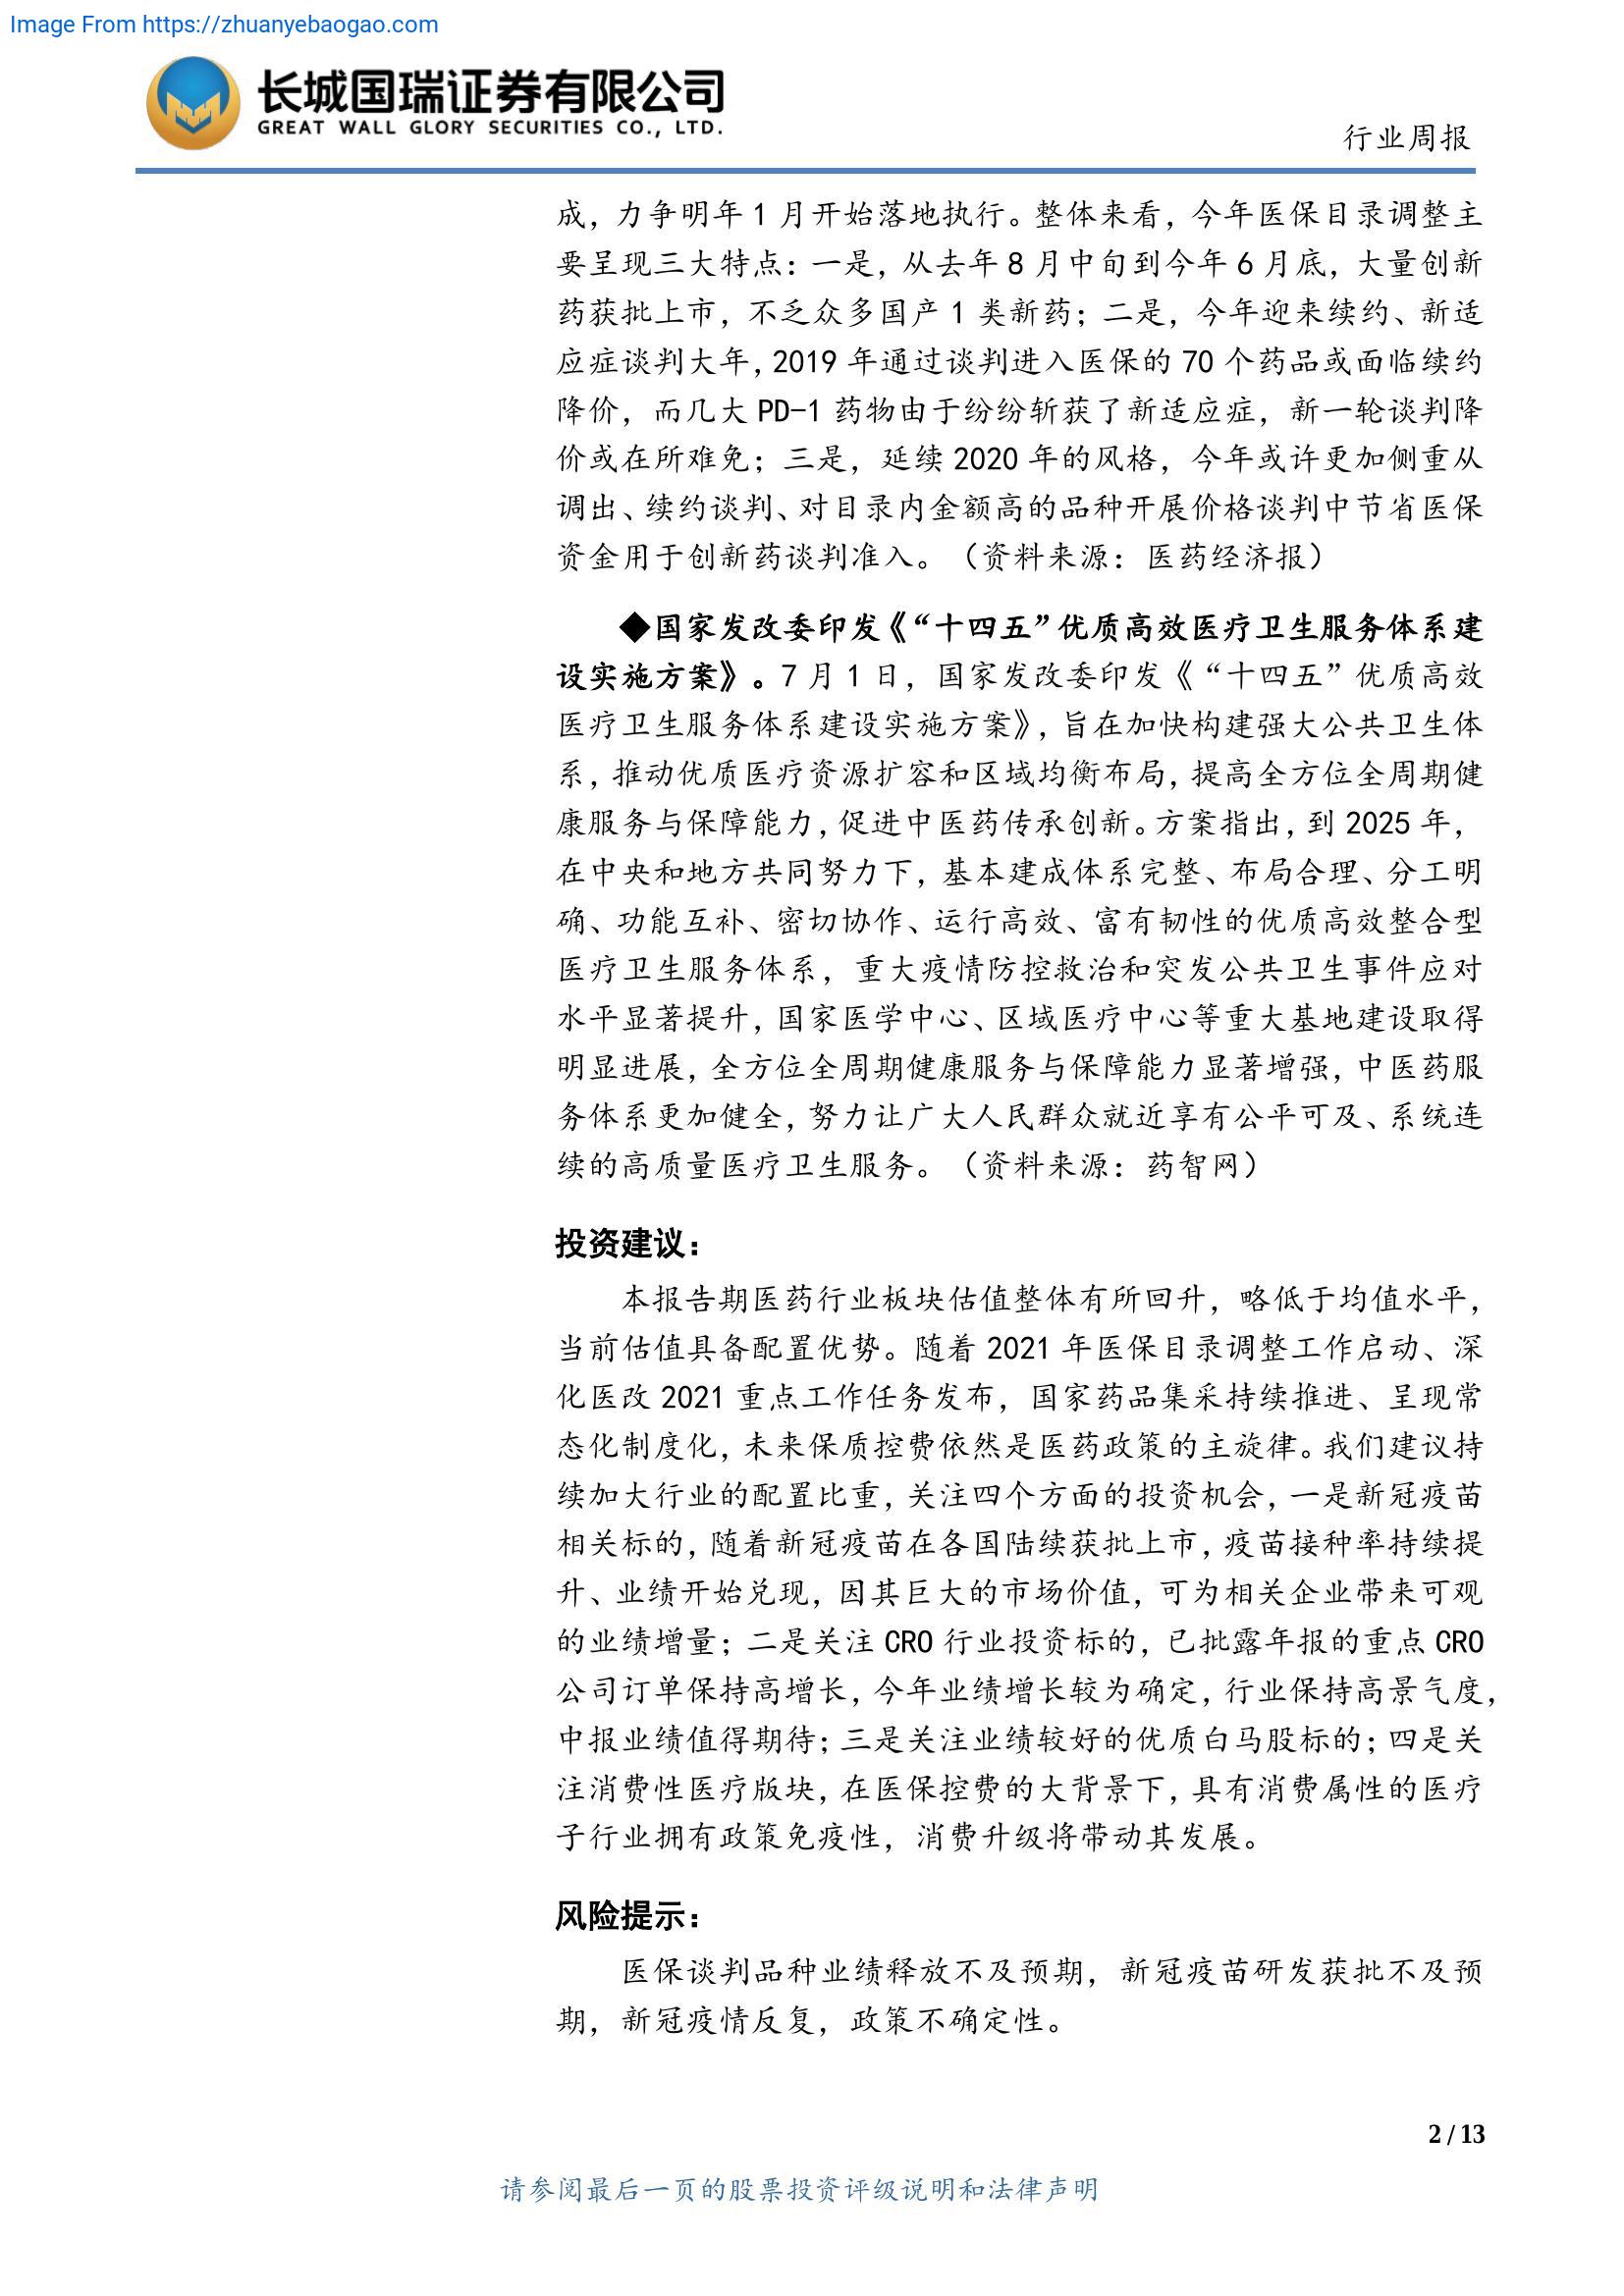 Image From https://zhuanyebaogao.com
长城国瑞证券有限公司
GREAT WALL GLORY SECURITIES CO., LTD.
行业周报
成，力争明年 1 月开始落地执行。整体来看，今年医保目录调整主
要呈现三大特点：一是，从去年 8 月中旬到今年 6 月底，大量创新
药获批上市，不乏众多国产 1 类新药；二是，今年迎来续约、新适
应症谈判大年，2019 年通过谈判进入医保的 70 个药品或面临续约
降价，而几大 PD-1 药物由于纷纷斩获了新适应症，新一轮谈判降
价或在所难免；三是，延续 2020 年的风格，今年或许更加侧重从
调出、续约谈判、对目录内金额高的品种开展价格谈判中节省医保
资金用于创新药谈判准入。（资料来源：医药经济报）
◆国家发改委印发《“十四五”优质高效医疗卫生服务体系建
设实施方案》。7 月 1 日，国家发改委印发《“十四五”优质高效
医疗卫生服务体系建设实施方案》，旨在加快构建强大公共卫生体
系，推动优质医疗资源扩容和区域均衡布局，提高全方位全周期健
康服务与保障能力，促进中医药传承创新。方案指出，到 2025 年，
在中央和地方共同努力下，基本建成体系完整、布局合理、分工明
确、功能互补、密切协作、运行高效、富有韧性的优质高效整合型
医疗卫生服务体系，重大疫情防控救治和突发公共卫生事件应对
水平显著提升，国家医学中心、区域医疗中心等重大基地建设取得
明显进展，全方位全周期健康服务与保障能力显著增强，中医药服
务体系更加健全，努力让广大人民群众就近享有公平可及、系统连
续的高质量医疗卫生服务。（资料来源：药智网）
投资建议：
本报告期医药行业板块估值整体有所回升，略低于均值水平，
当前估值具备配置优势。随着 2021 年医保目录调整工作启动、深
化医改 2021 重点工作任务发布，国家药品集采持续推进、呈现常
态化制度化，未来保质控费依然是医药政策的主旋律。我们建议持
续加大行业的配置比重，关注四个方面的投资机会，一是新冠疫苗
相关标的，随着新冠疫苗在各国陆续获批上市，疫苗接种率持续提
升、业绩开始兑现，因其巨大的市场价值，可为相关企业带来可观
的业绩增量；二是关注 CRO 行业投资标的，已批露年报的重点 CRO
公司订单保持高增长，今年业绩增长较为确定，行业保持高景气度，
中报业绩值得期待；三是关注业绩较好的优质白马股标的；四是关
注消费性医疗版块，在医保控费的大背景下，具有消费属性的医疗
子行业拥有政策免疫性，消费升级将带动其发展。
风险提示：
医保谈判品种业绩释放不及预期，新冠疫苗研发获批不及预
期，新冠疫情反复，政策不确定性。
2 / 13
请参阅最后一页的股票投资评级说明和法律声明